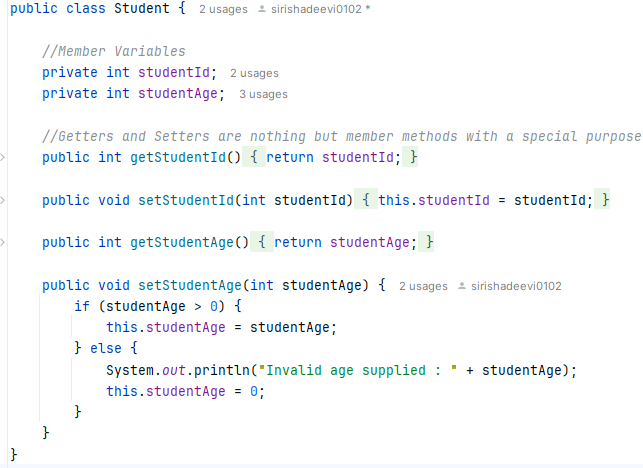 public class Student {  2 usages  sirishadeevi0102 *
//Member Variables
private int studentId;  2 usages
private int studentAge;  3 usages
//Getters and Setters are nothing but member methods with a special purpose
public int getStudentId() { return studentId; }
public void setStudentId(int studentId) { this.studentId = studentId; }
public int getStudentAge() { return studentAge; }
public void setStudentAge(int studentAge) {  2 usages  sirishadeevi0102
if (studentAge > 0) {
this.studentAge = studentAge;
} else {
System.out.println("Invalid age supplied : " + studentAge);
this.studentAge = 0;
}
}
}